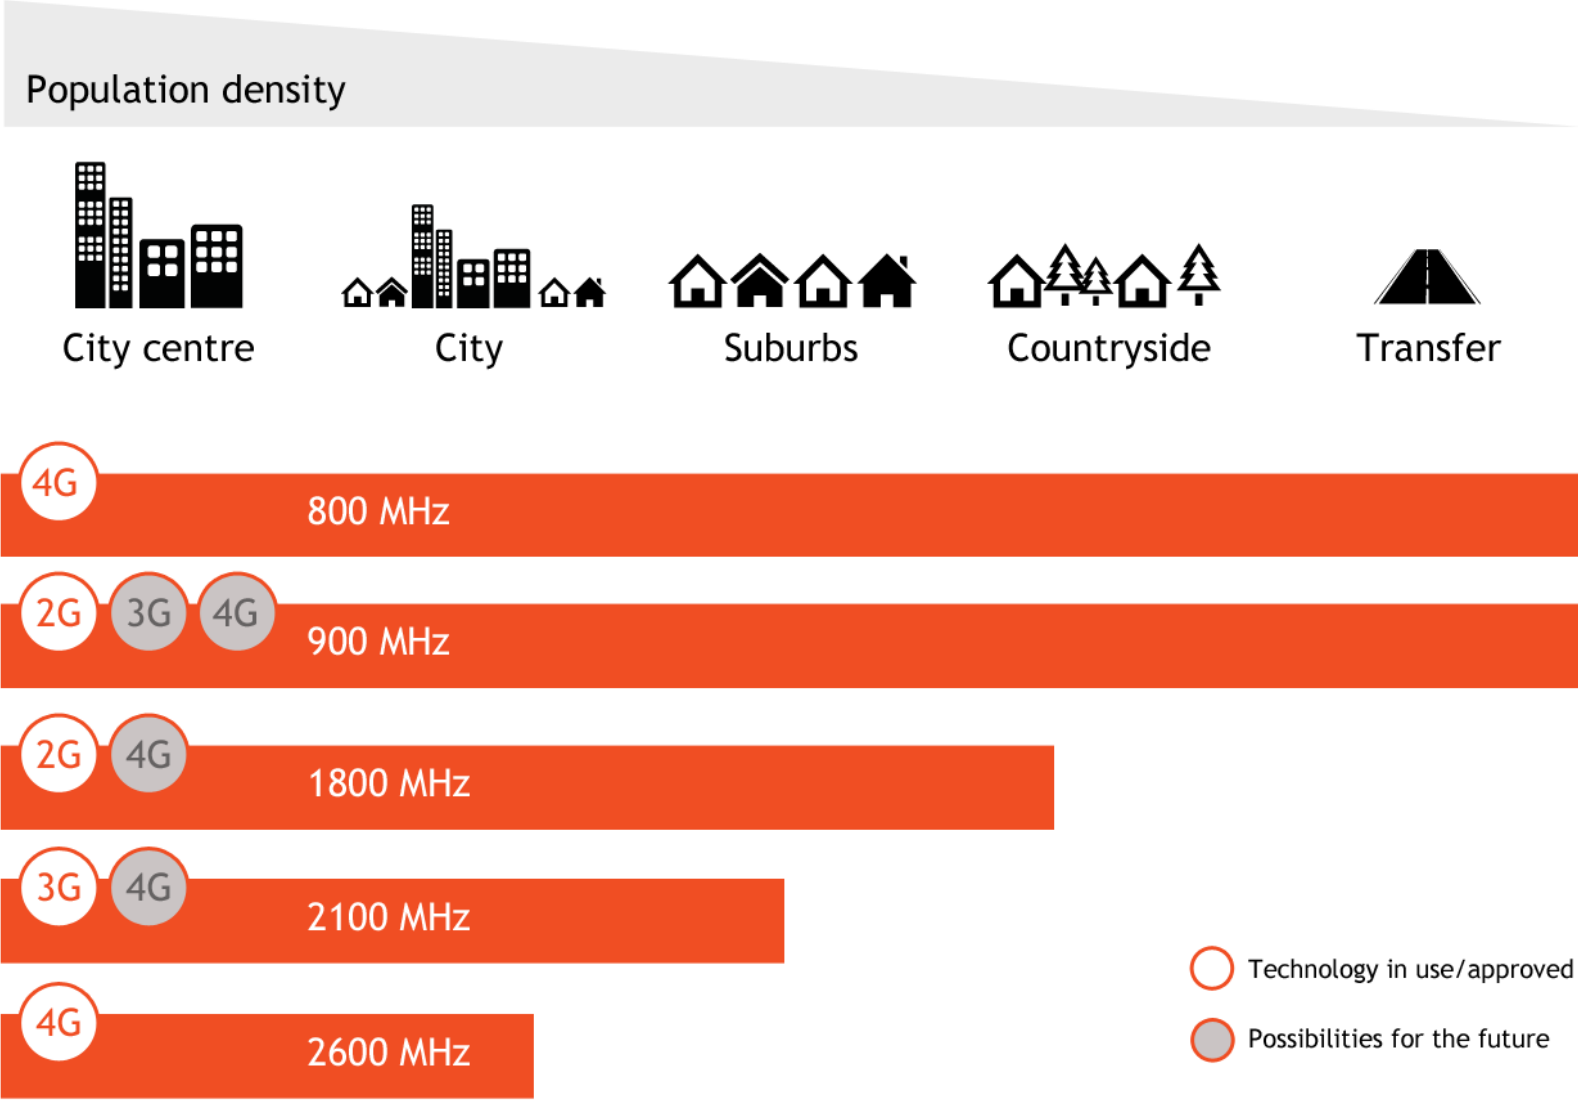 Population density
City centre
City
Suburbs
Countryside
Transfer
4G
800 MHz
2G 3G 4G
900 MHz
2G 4G
1800 MHz
3G 4G
2100 MHz
4G
2600 MHz
Technology in use/approved
Possibilities for the future